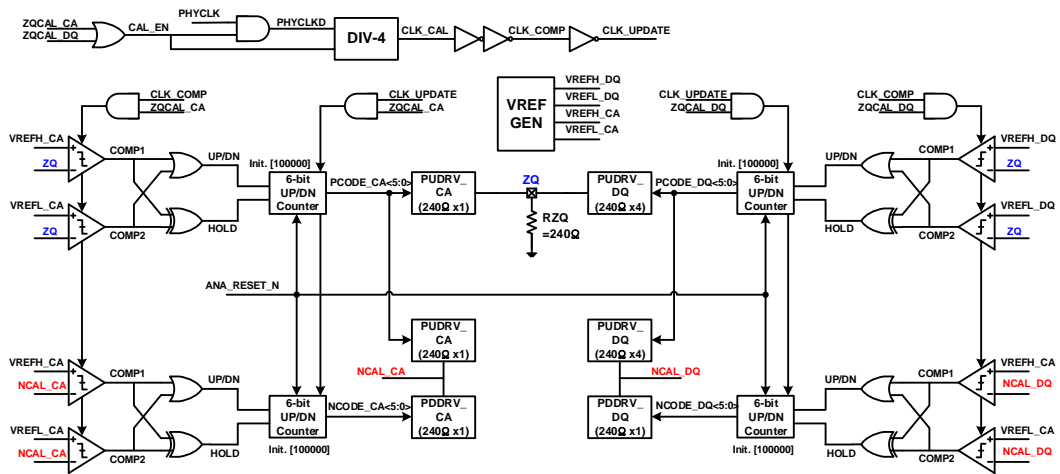 PHYCLK
ZQCAL_CA
ZQCAL_DQ
CAL_EN
PHYCLKD
DIV-4
CLK_CAL
CLK_COMP
CLK_UPDATE
CLK_COMP
ZQCAL_CA
CLK_UPDATE
ZQCAL_CA
VREF
GEN
VREFH_DQ
VREFL_DQ
VREFH_CA
VREFL_CA
CLK_UPDATE
ZQCAL_DQ
CLK_COMP
ZQCAL_DQ
VREFH_CA
ZQ
COMP1
UP/DN
Init. [100000]
6-bit
UP/DN
Counter
PCODE_CA<5:0>
PUDRV_
CA
(240Ω x1)
ZQ
RZQ
=240Ω
PUDRV_
DQ
(240Ω x4)
PCODE_DQ<5:0>
Init. [100000]
6-bit
UP/DN
Counter
UP/DN
COMP1
VREFH_DQ
ZQ
VREFL_CA
ZQ
COMP2
HOLD
HOLD
COMP2
VREFL_DQ
ZQ
ANA_RESET_N
PUDRV_
CA
(240Ω x1)
PUDRV_
DQ
(240Ω x4)
NCAL_CA
NCAL_DQ
VREFH_CA
NCAL_CA
COMP1
UP/DN
6-bit
UP/DN
Counter
Init. [100000]
NCODE_CA<5:0>
PDDRV_
CA
(240Ω x1)
PDDRV_
DQ
(240Ω x1)
NCODE_DQ<5:0>
6-bit
UP/DN
Counter
Init. [100000]
UP/DN
COMP1
VREFH_CA
NCAL_DQ
VREFL_CA
NCAL_CA
COMP2
HOLD
HOLD
COMP2
VREFL_CA
NCAL_DQ